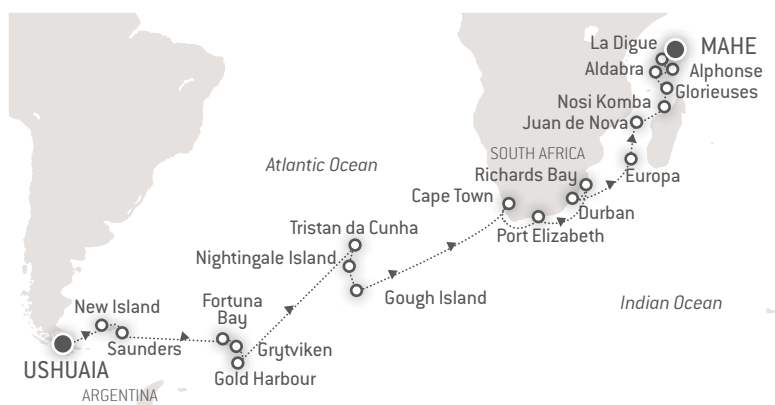 La Digue
MAHE
Aldabra
Alphonse
Glorieuses
Nosi Komba
Juan de Nova
SOUTH AFRICA
Atlantic Ocean
Richards Bay
Europa
Cape Town
Durban
Port Elizabeth
Tristan da Cunha
Nightingale Island
Gough Island
Indian Ocean
New Island
Fortuna
Bay
Saunders
Grytviken
USHUAIA
Gold Harbour
ARGENTINA